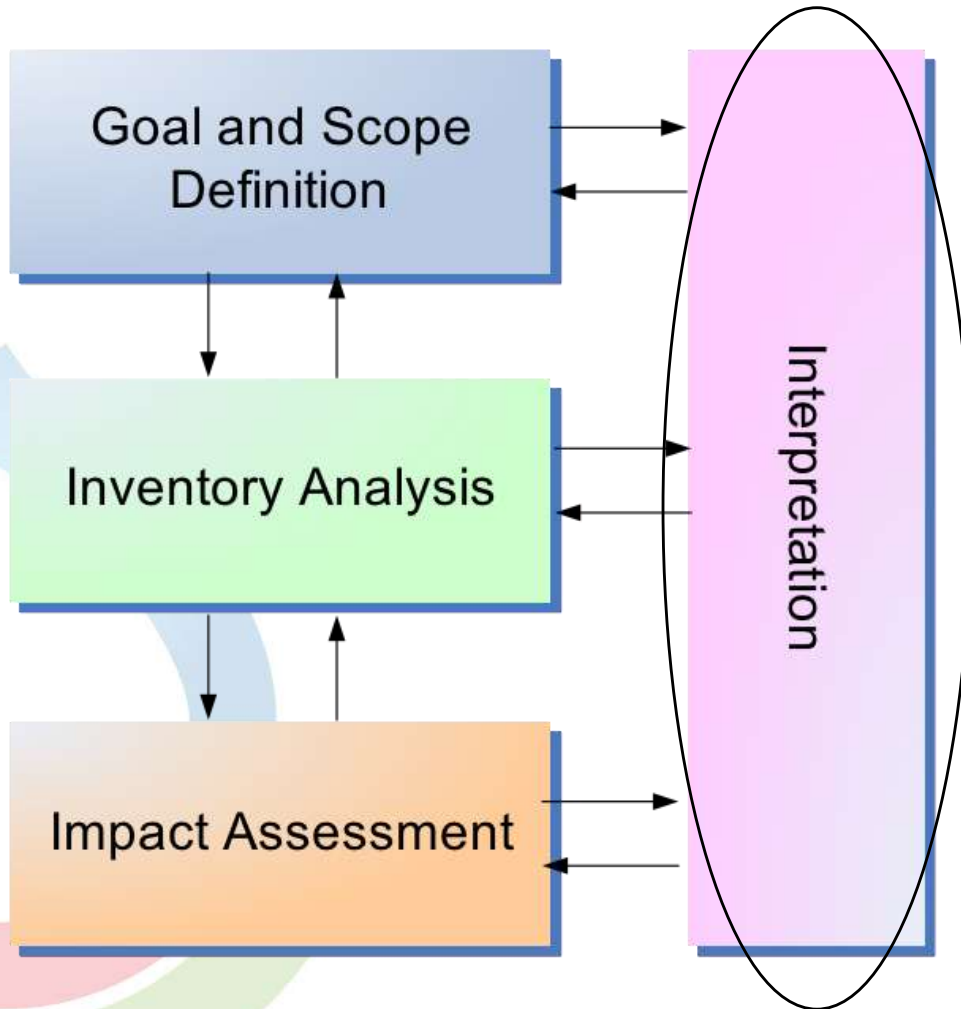 Goal and Scope
Definition
Inventory Analysis
Impact Assessment
Interpretation